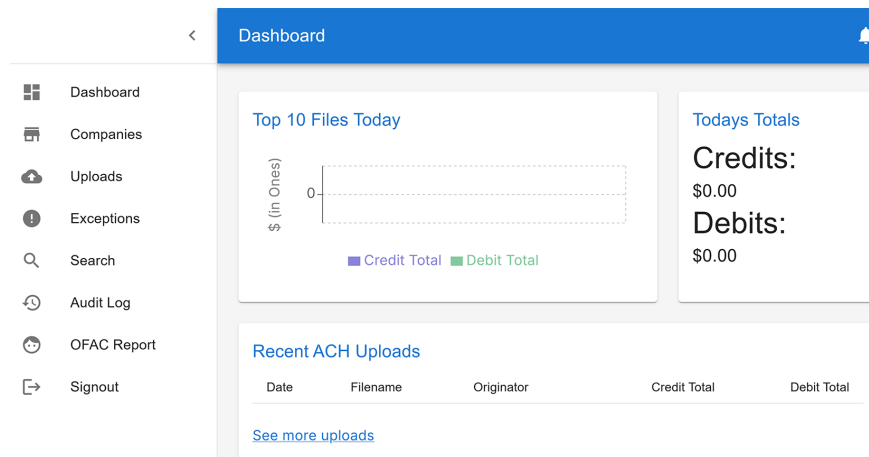 Dashboard
Dashboard
Companies
Uploads
Exceptions
Search
Audit Log
OFAC Report
Signout
Top 10 Files Today
$ (in Ones)
0
Credit Total Debit Total
Todays Totals
Credits:
$0.00
Debits:
$0.00
Recent ACH Uploads
Date Filename Originator Credit Total Debit Total
See more uploads